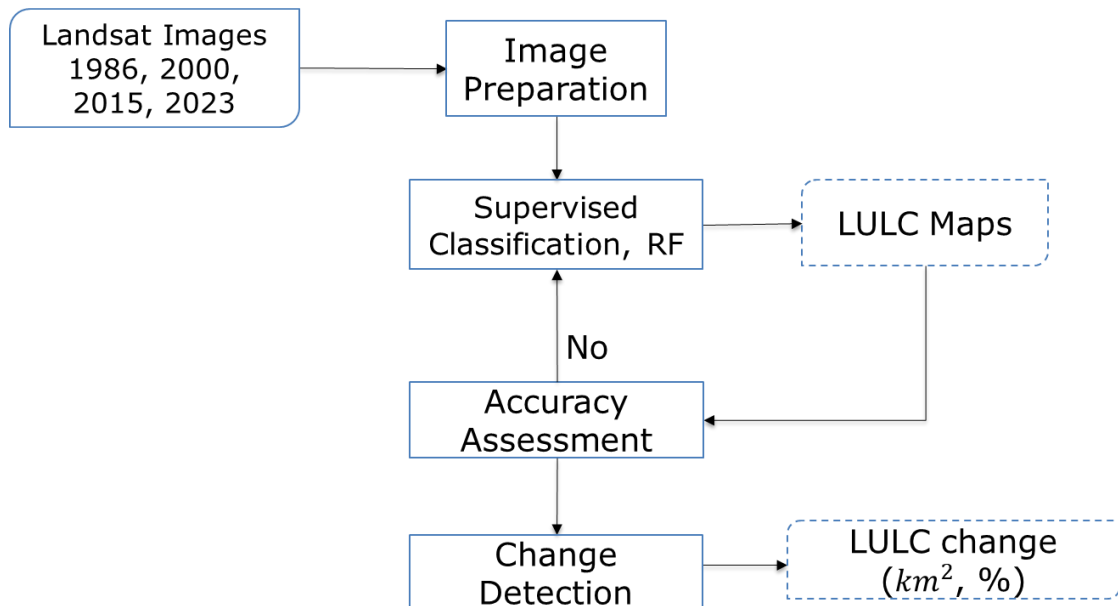 Landsat Images
1986, 2000,
2015, 2023
Image
Preparation
Supervised
Classification, RF
LULC Maps
No
Accuracy
Assessment
Change
Detection
LULC change
(km², %)